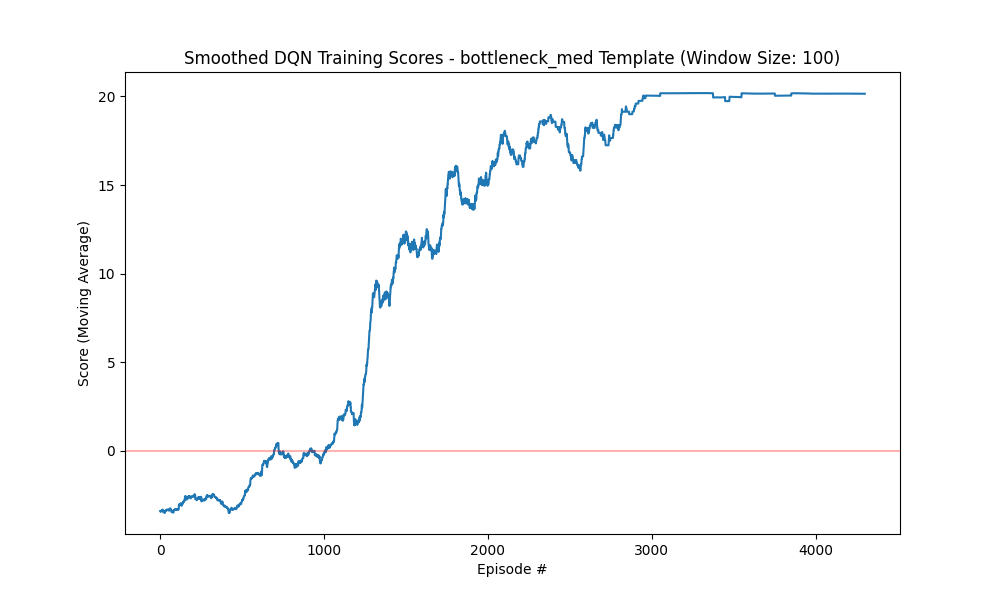 Smoothed DQN Training Scores - bottleneck_med Template (Window Size: 100)
20
15
10
5
0
Score (Moving Average)
0 1000 2000 3000 4000
Episode #